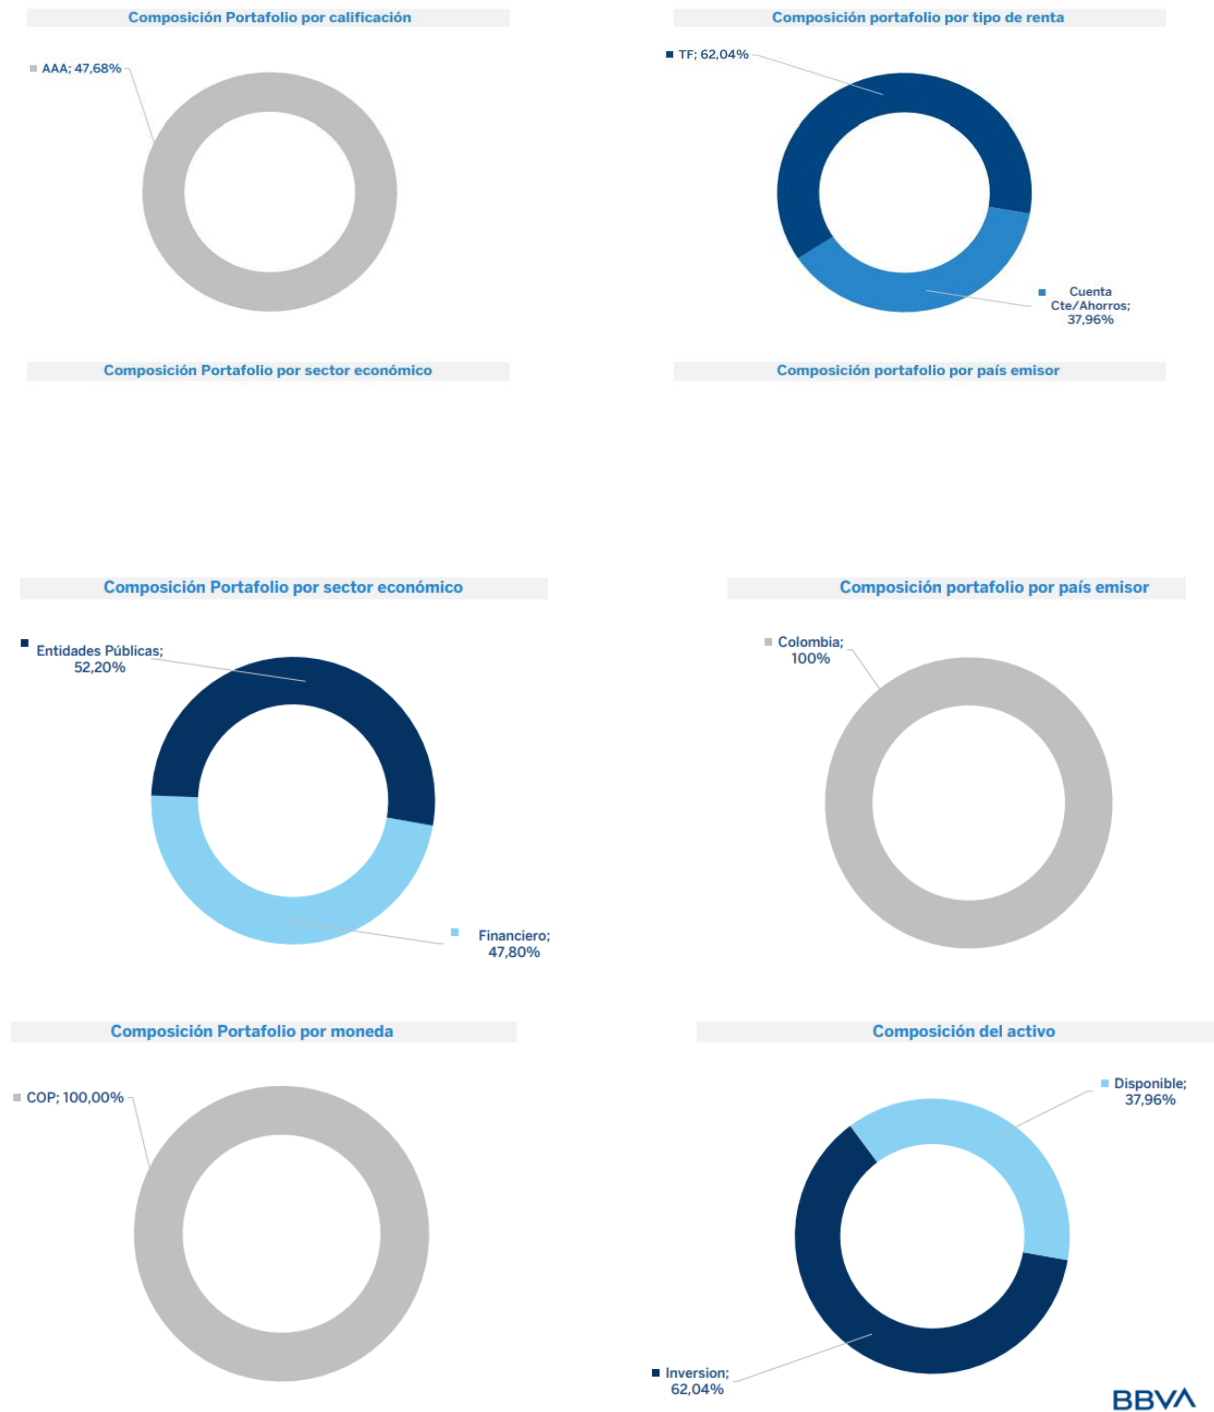 Composición Portafolio por calificación
AAA; 47,68%
Composición portafolio por tipo de renta
TF; 62,04%
Cuenta
Cte/Ahorros;
37,96%
Composición Portafolio por sector económico
Composición portafolio por país emisor
Composición Portafolio por sector económico
Entidades Públicas;
52,20%
Financiero;
47,80%
Composición portafolio por país emisor
Colombia;
100%
Composición Portafolio por moneda
COP; 100,00%
Composición del activo
Disponible;
37,96%
Inversion;
62,04%
BBVA